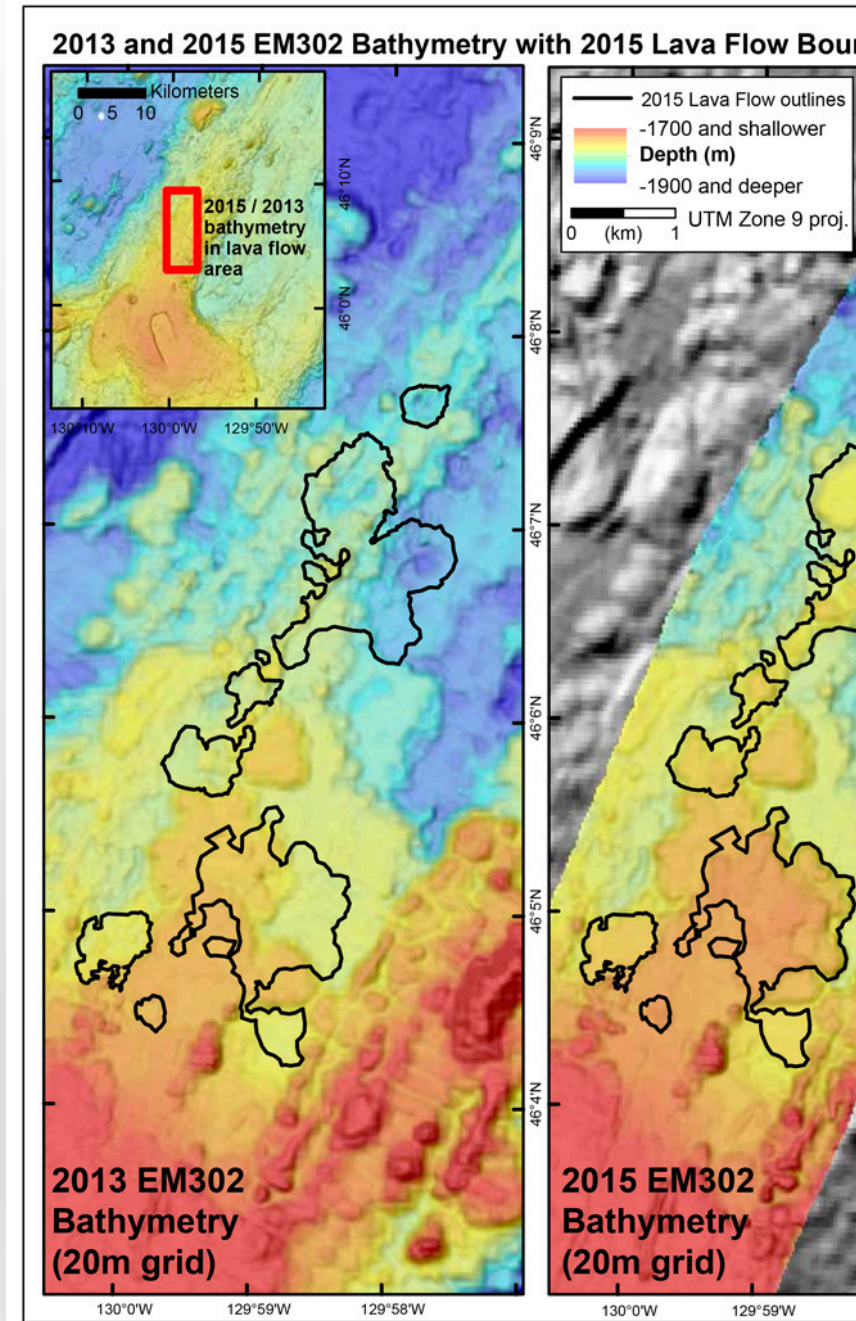 2013 and 2015 EM302 Bathymetry with 2015 Lava Flow Bour
Kilometers
0 5 10
2015 / 2013
bathymetry
in lava flow
area
46°10'N
46°0'N
130°10'W 130°0'W 129°50'W
46°9'N
46°8'N
46°7'N
46°6'N
46°5'N
46°4'N
2013 EM302
Bathymetry
(20m grid)
130°0'W 129°59'W 129°58'W
2015 Lava Flow outlines
-1700 and shallower
Depth (m)
-1900 and deeper
0 (km) 1 UTM Zone 9 proj.
2015 EM302
Bathymetry
(20m grid)
130°0'W 129°59'W